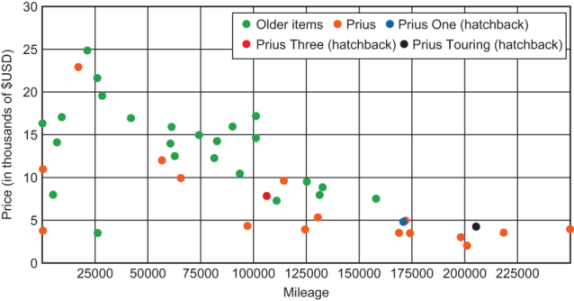 30
Older items Prius Prius One (hatchback)
Prius Three (hatchback) Prius Touring (hatchback)
25
20
15
10
5
0
Price (in thousands of $USD)
25000 50000 75000 100000 125000 150000 175000 200000 225000
Mileage